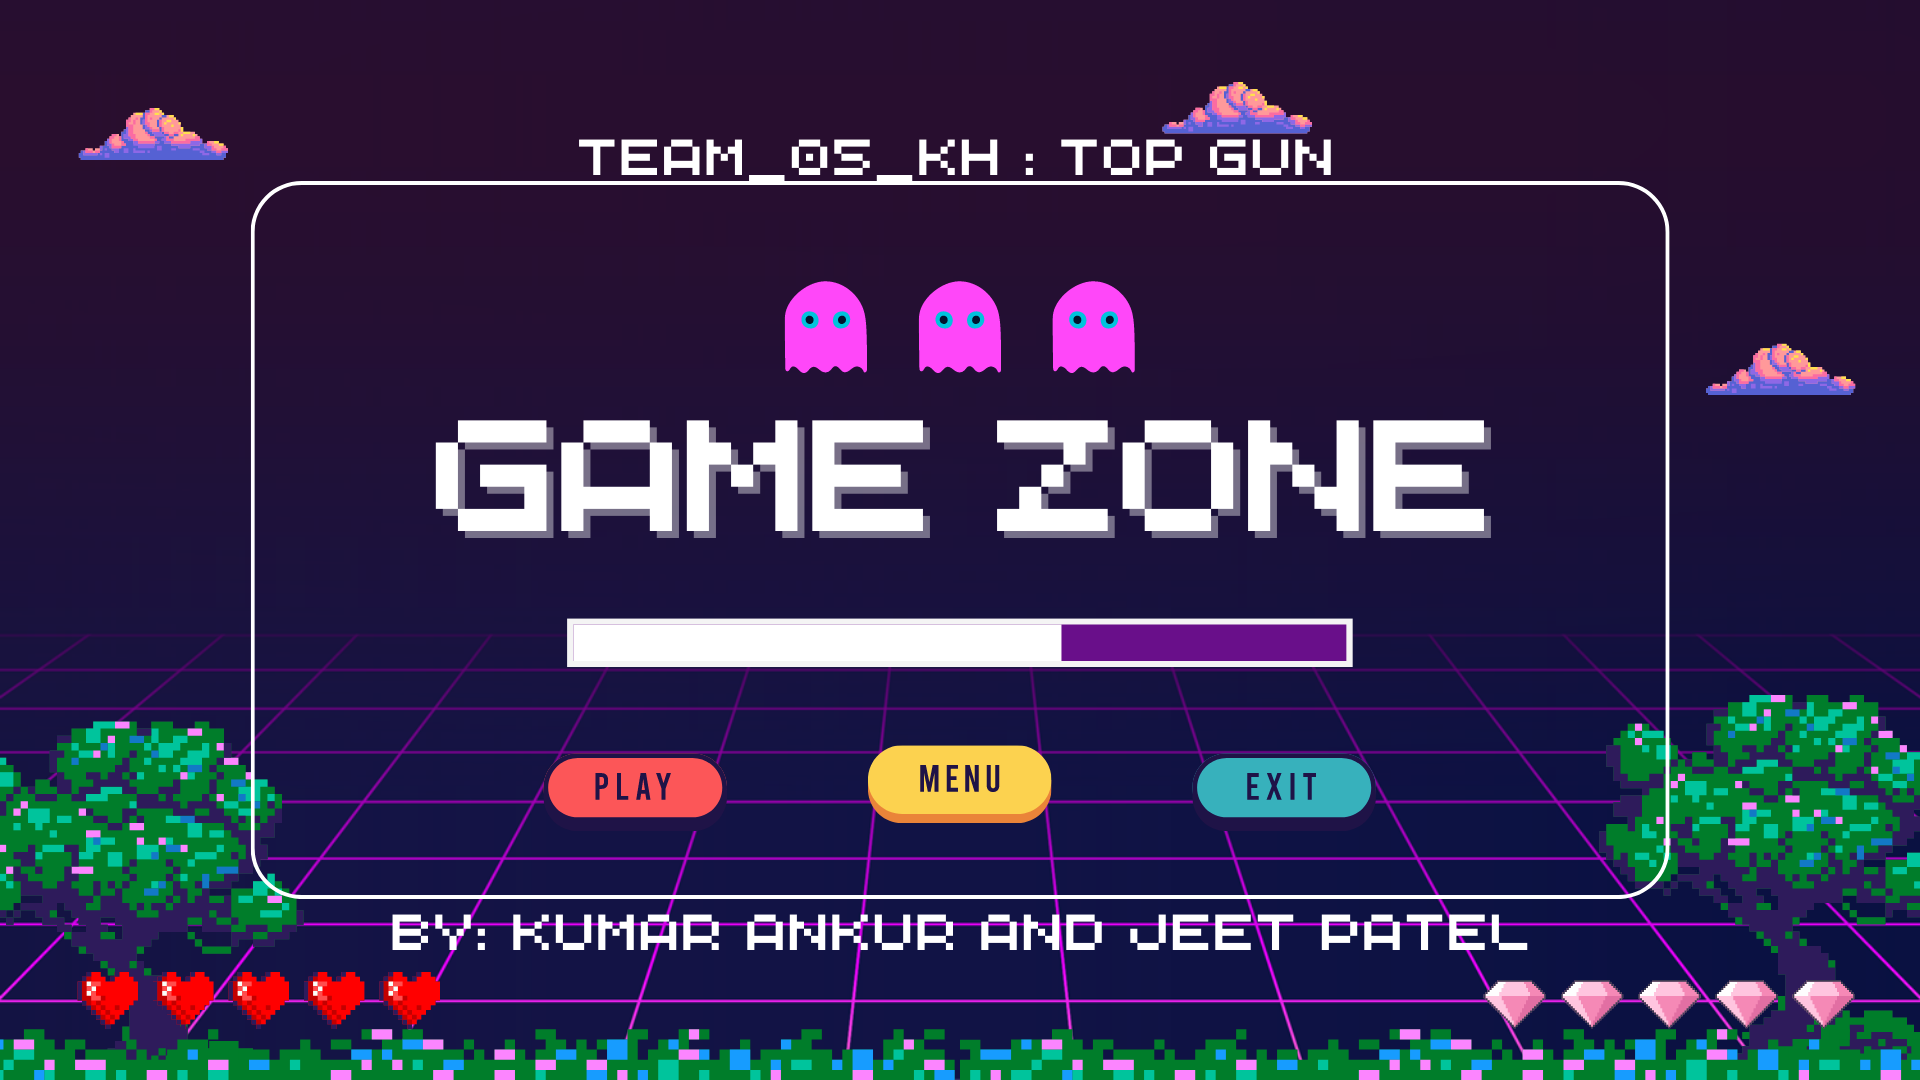 TEAM_05_KH : TOP GUN
GAME ZONE
PLAY
MENU
EXIT
BY: KUMAR ANKUR AND JEET PATEL